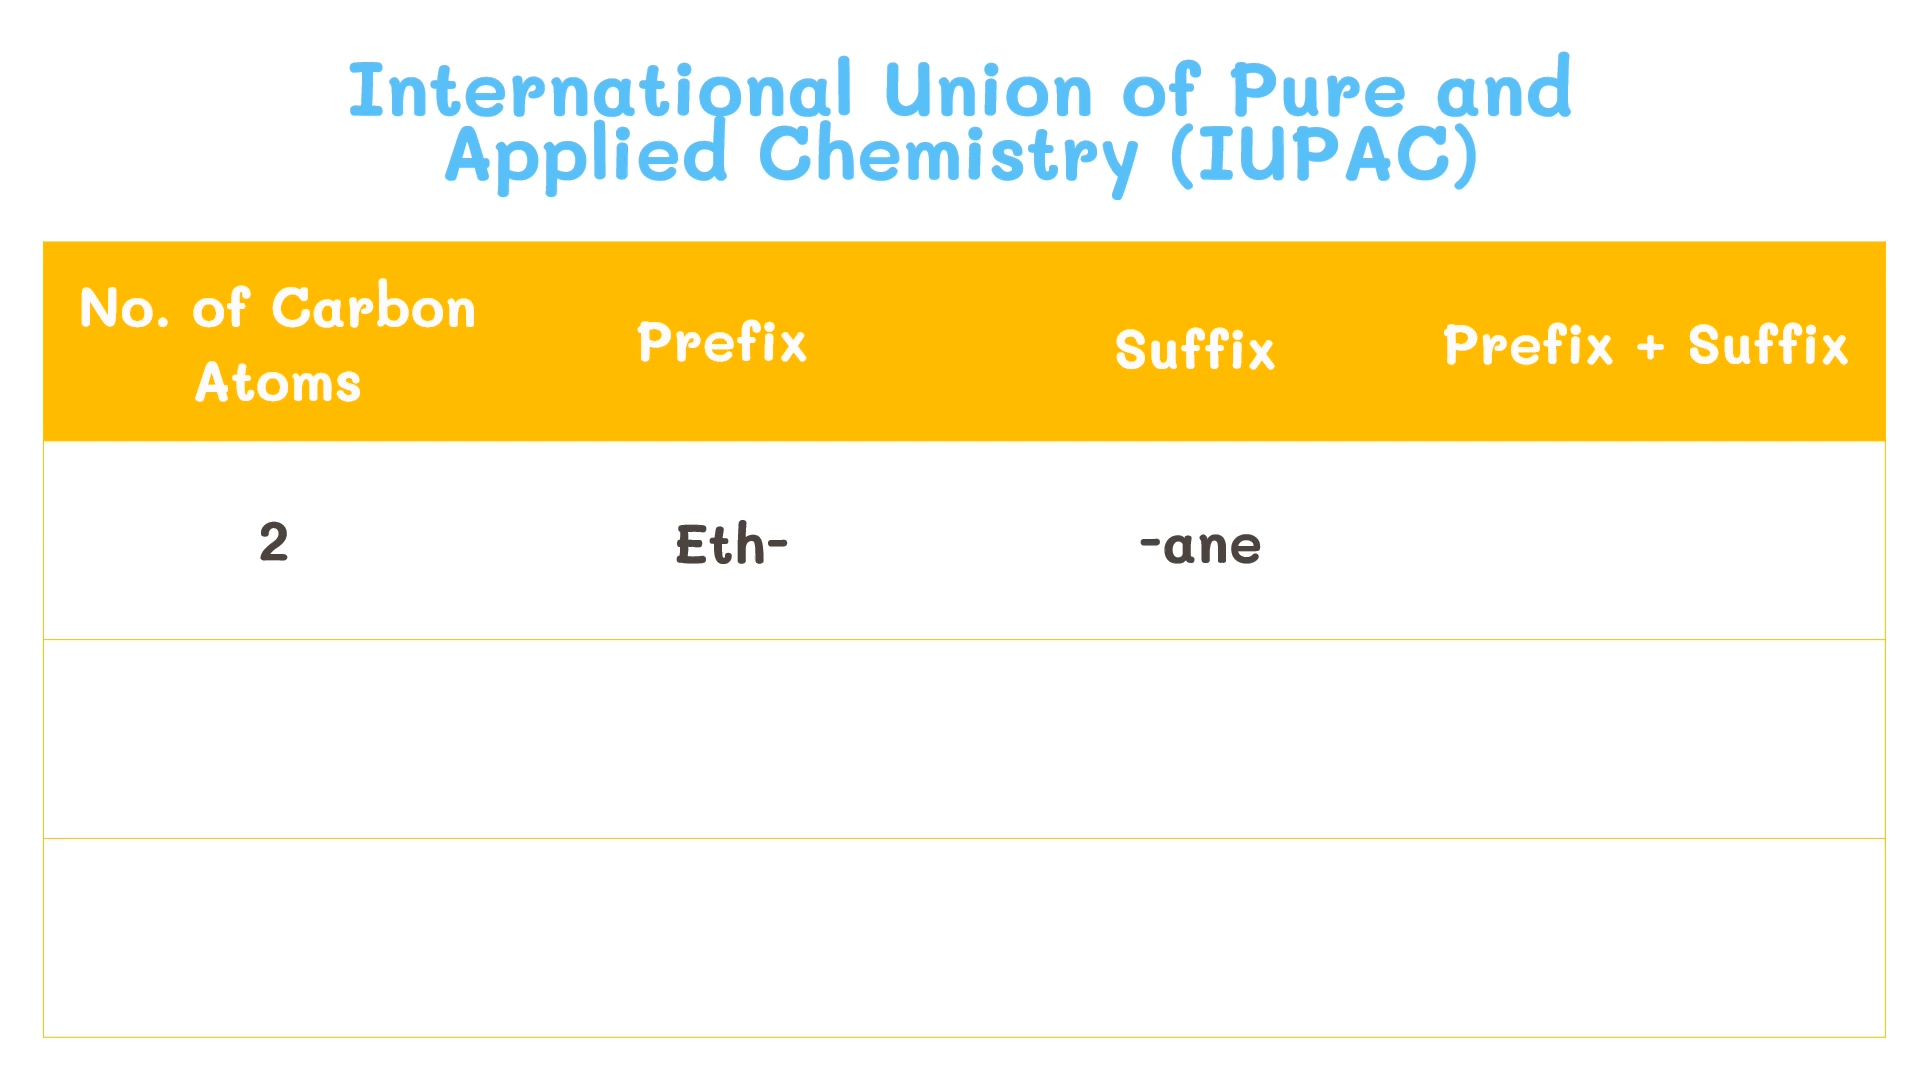 International Union of Pure and
Applied Chemistry (IUPAC)
No. of Carbon
Atoms
Prefix
Suffix
Prefix + Suffix
2
Eth-
-ane